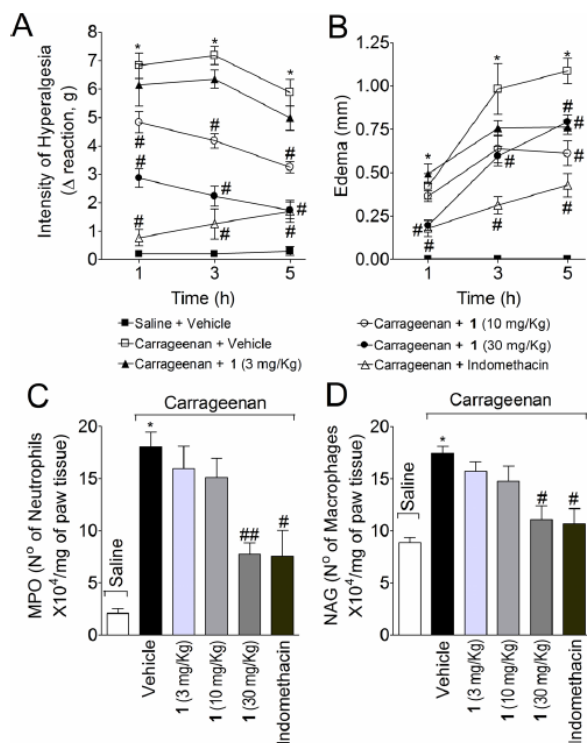 A
Intensity of Hyperalgesia
(Δ reaction, g)
8
7
6
5
4
3
2
1
0
* * *
# # #
# # #
# # #
1 3 5
Time (h)
B
Edema (mm)
1.25
1.00
0.75
0.50
0.25
0.00
* * *
# #
# #
# # # #
1 3 5
Time (h)
Saline + Vehicle
Carrageenan + Vehicle
Carrageenan + 1 (3 mg/Kg)
Carrageenan + 1 (10 mg/Kg)
Carrageenan + 1 (30 mg/Kg)
Carrageenan + Indomethacin
C
Carrageenan
MPO (Nº of Neutrophils
X10⁴/mg of paw tissue)
20
15
10
5
0
Saline
*
##
#
Vehicle
1 (3 mg/Kg)
1 (10 mg/Kg)
1 (30 mg/Kg)
Indomethacin
D
Carrageenan
NAG (Nº of Macrophages
X10⁴/mg of paw tissue)
20
15
10
5
0
Saline
*
#
#
Vehicle
1 (3 mg/Kg)
1 (10 mg/Kg)
1 (30 mg/Kg)
Indomethacin